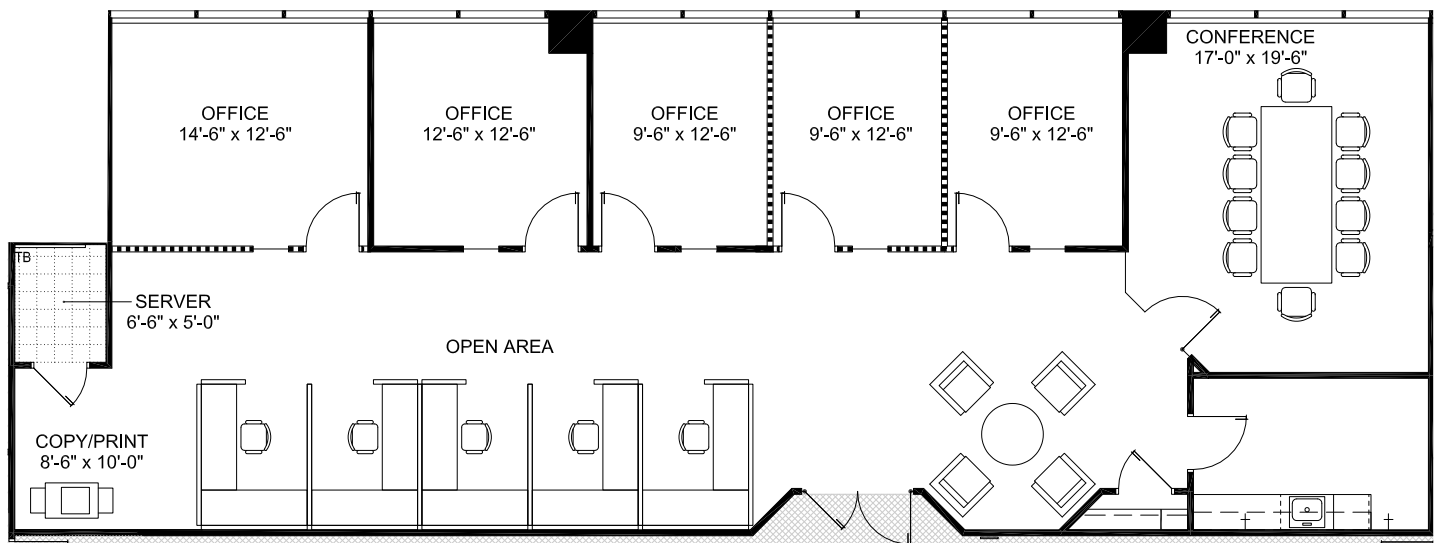 CONFERENCE
17'-0" x 19'-6"
OFFICE
14'-6" x 12'-6"
OFFICE
12'-6" x 12'-6"
OFFICE
9'-6" x 12'-6"
OFFICE
9'-6" x 12'-6"
OFFICE
9'-6" x 12'-6"
TB
SERVER
6'-6" x 5'-0"
OPEN AREA
COPY/PRINT
8'-6" x 10'-0"